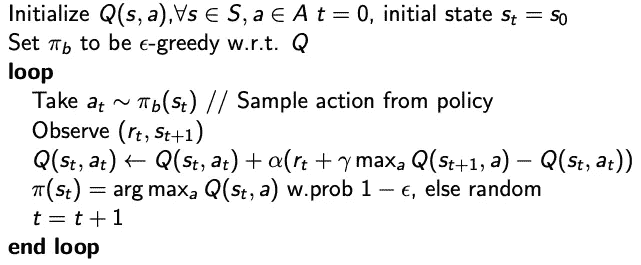 Initialize Q(s, a),∀s ∈ S, a ∈ A t = 0, initial state s_t = s_0
Set π_b to be ϵ-greedy w.r.t. Q
loop
Take a_t ∼ π_b(s_t) // Sample action from policy
Observe (r_t, s_{t+1})
Q(s_t, a_t) ← Q(s_t, a_t) + α(r_t + γ max_a Q(s_{t+1}, a) − Q(s_t, a_t))
π(s_t) = arg max_a Q(s_t, a) w.prob 1 − ϵ, else random
t = t + 1
end loop